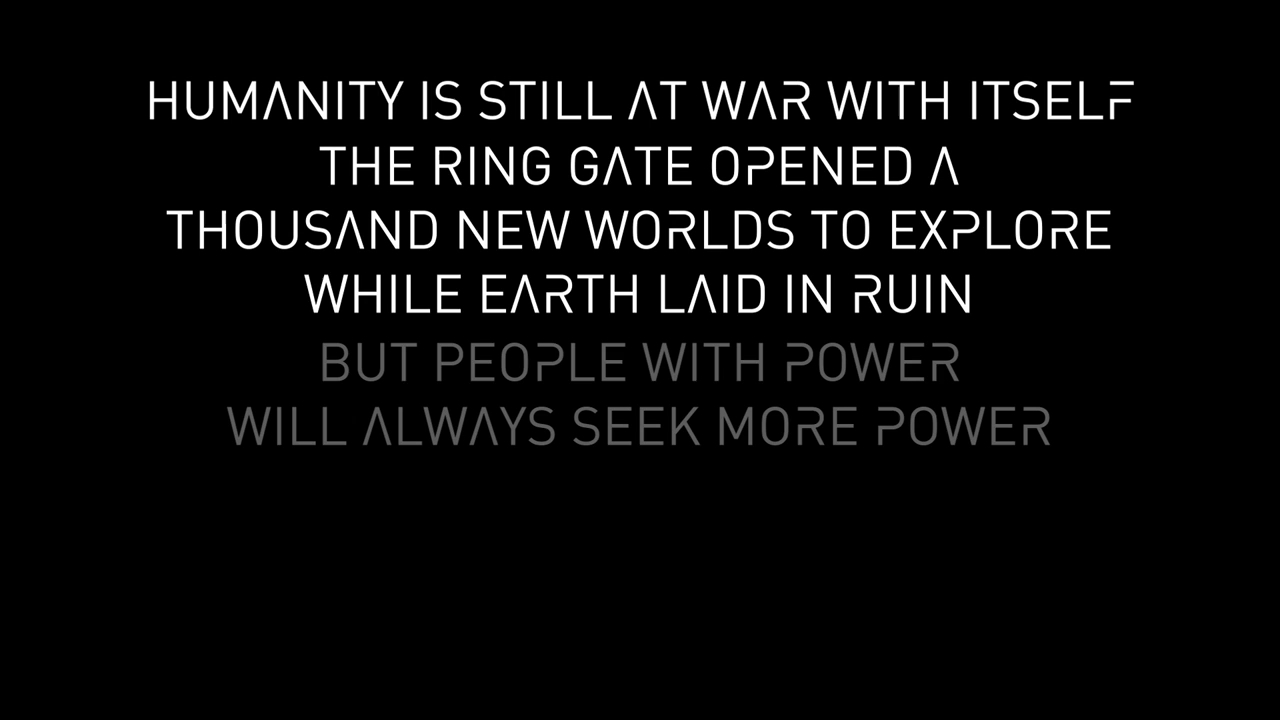 HUMANITY IS STILL AT WAR WITH ITSELF
THE RING GATE OPENED A
THOUSAND NEW WORLDS TO EXPLORE
WHILE EARTH LAID IN RUIN
BUT PEOPLE WITH POWER
WILL ALWAYS SEEK MORE POWER